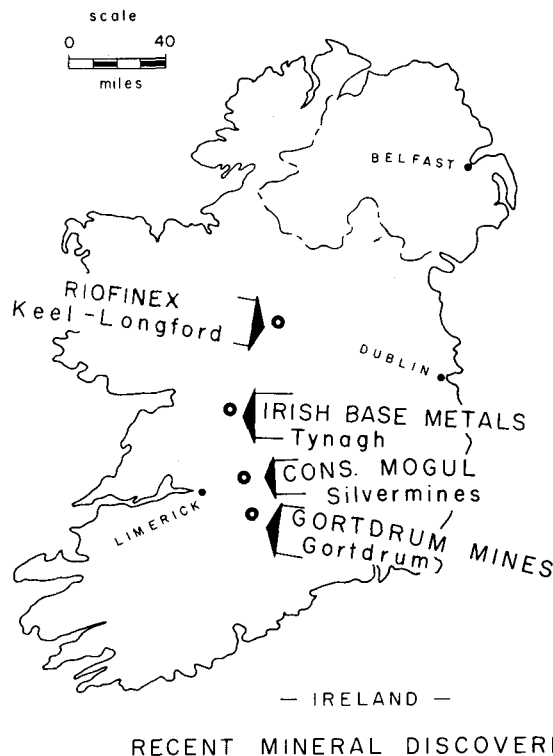 scale
0 40
miles
BELFAST
RIOFINEX
Keel-Longford
DUBLIN
IRISH BASE METALS
Tynagh
CONS. MOGUL
Silvermines
LIMERICK
GORTDRUM MINES
Gortdrum
— IRELAND —
RECENT MINERAL DISCOVERI